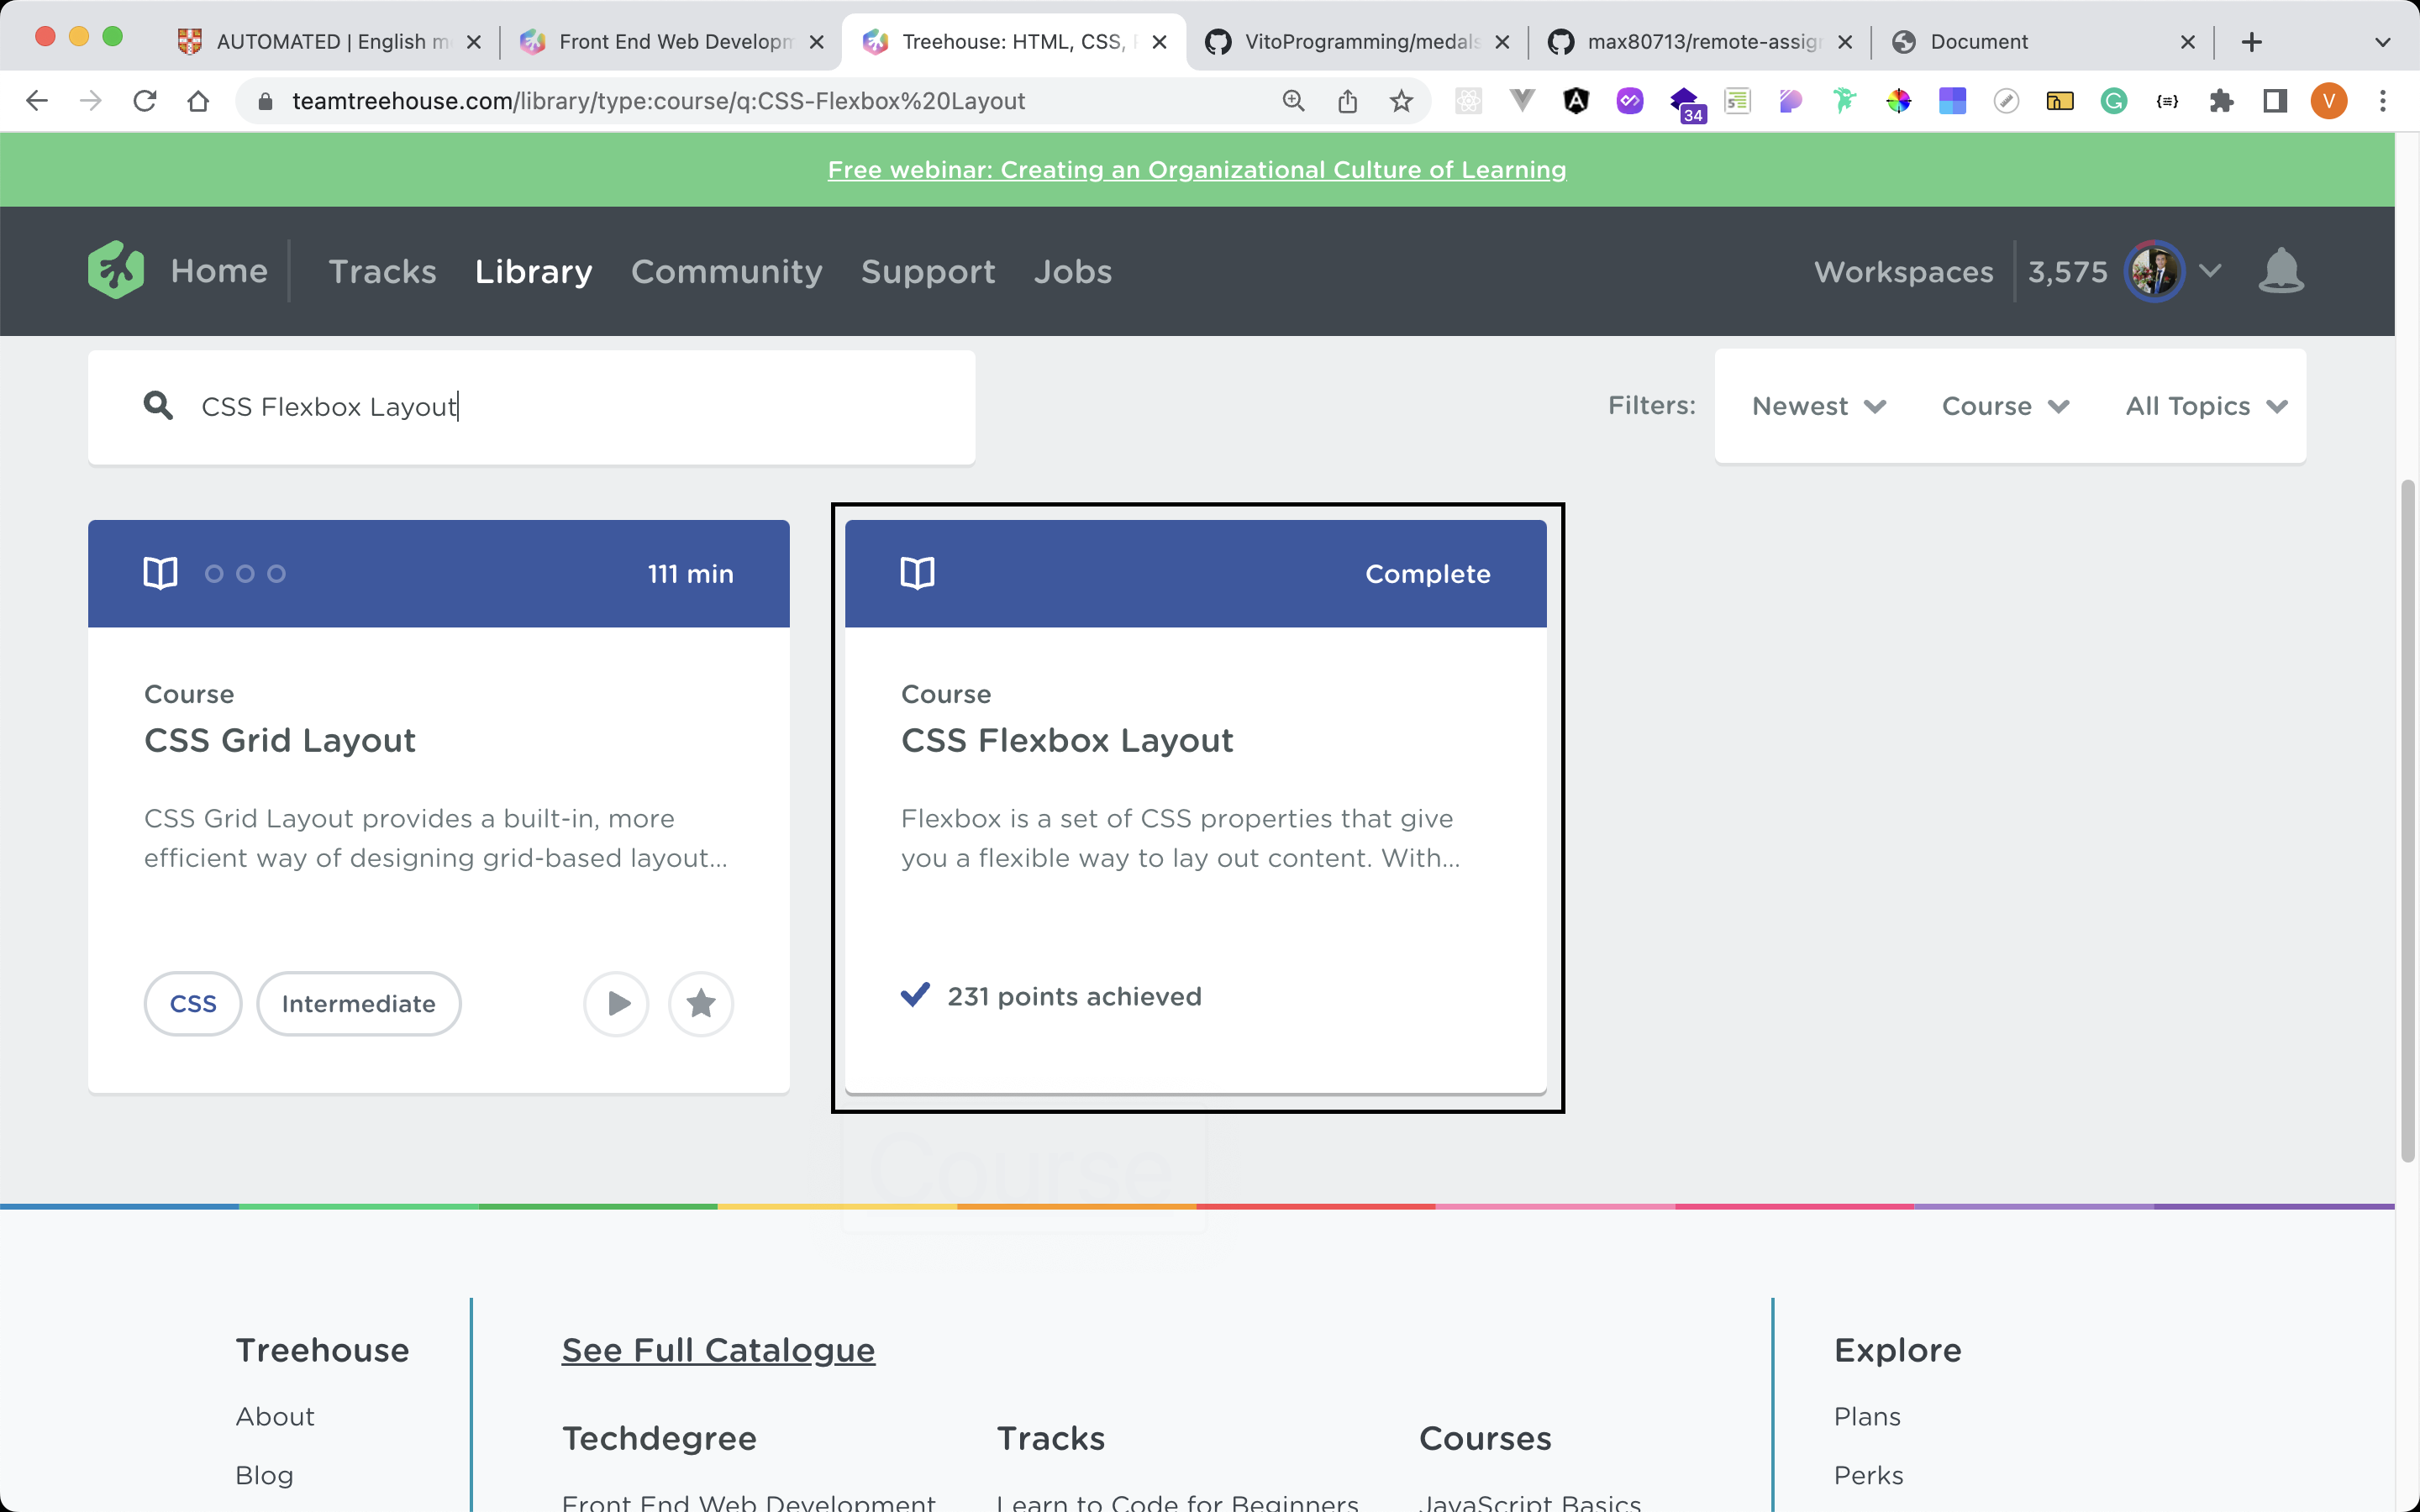 AUTOMATED | English m
Front End Web Developm
Treehouse: HTML, CSS,
VitoProgramming/medals
max80713/remote-assig
Document
teamtreehouse.com/library/type:course/q:CSS-Flexbox%20Layout
34
V
Free webinar: Creating an Organizational Culture of Learning
Home Tracks Library Community Support Jobs Workspaces 3,575
CSS Flexbox Layout
Filters: Newest Course All Topics
111 min
Course
CSS Grid Layout
CSS Grid Layout provides a built-in, more
efficient way of designing grid-based layout...
CSS Intermediate
Complete
Course
CSS Flexbox Layout
Flexbox is a set of CSS properties that give
you a flexible way to lay out content. With...
231 points achieved
Course
Treehouse
About
Blog
See Full Catalogue
Techdegree
Front End Web Development
Tracks
Learn to Code for Beginners
Courses
JavaScript Basics
Explore
Plans
Perks